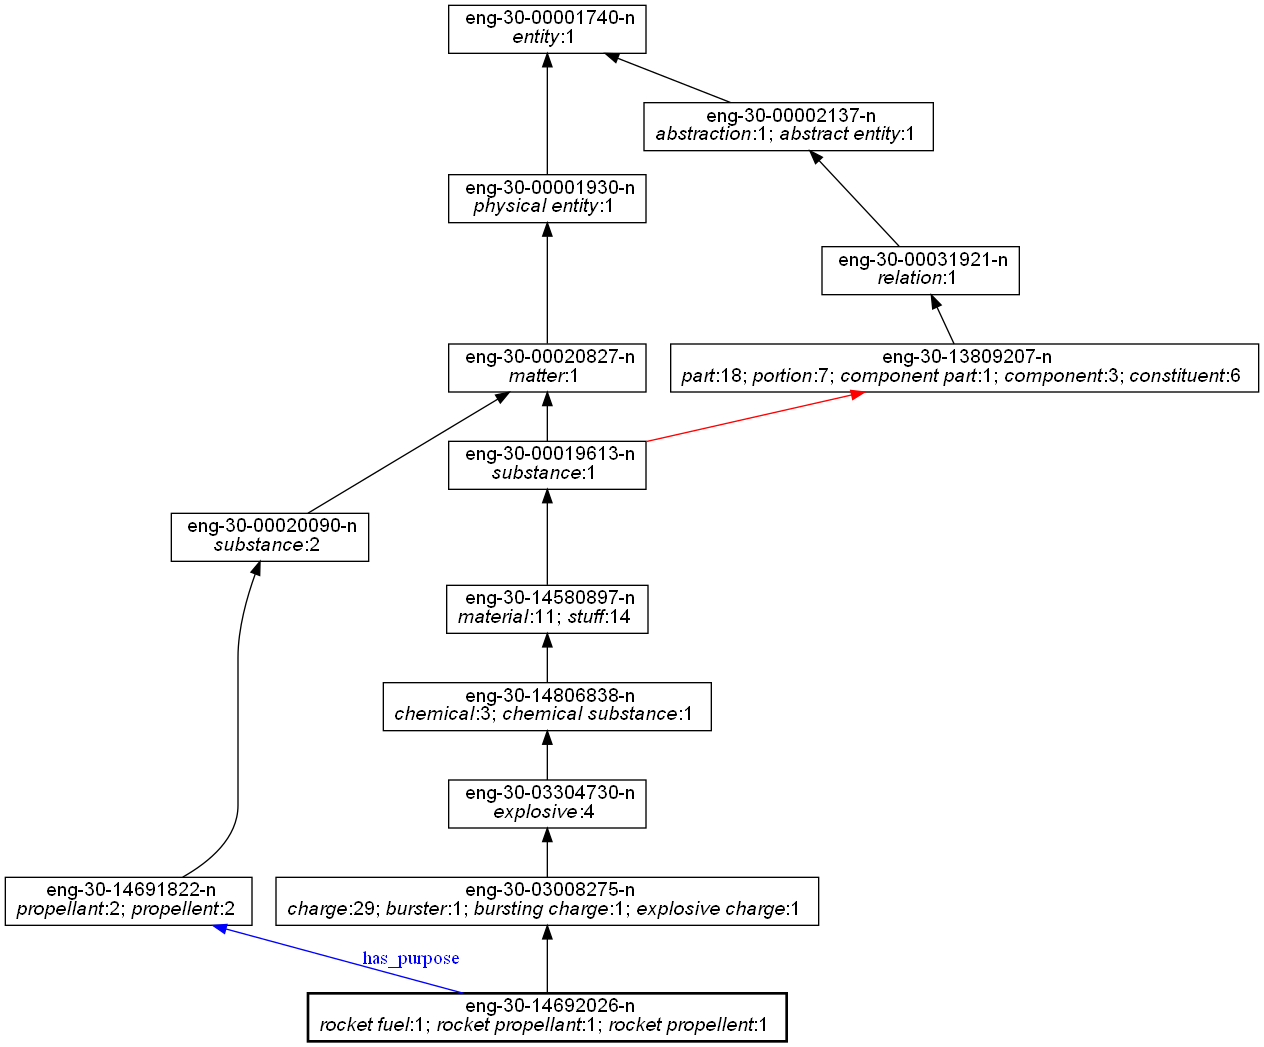 eng-30-00001740-n
entity:1
eng-30-00002137-n
abstraction:1; abstract entity:1
eng-30-00001930-n
physical entity:1
eng-30-00031921-n
relation:1
eng-30-00020827-n
matter:1
eng-30-13809207-n
part:18; portion:7; component part:1; component:3; constituent:6
eng-30-00019613-n
substance:1
eng-30-00020090-n
substance:2
eng-30-14580897-n
material:11; stuff:14
eng-30-14806838-n
chemical:3; chemical substance:1
eng-30-03304730-n
explosive:4
eng-30-14691822-n
propellant:2; propellent:2
eng-30-03008275-n
charge:29; burster:1; bursting charge:1; explosive charge:1
has_purpose
eng-30-14692026-n
rocket fuel:1; rocket propellant:1; rocket propellent:1